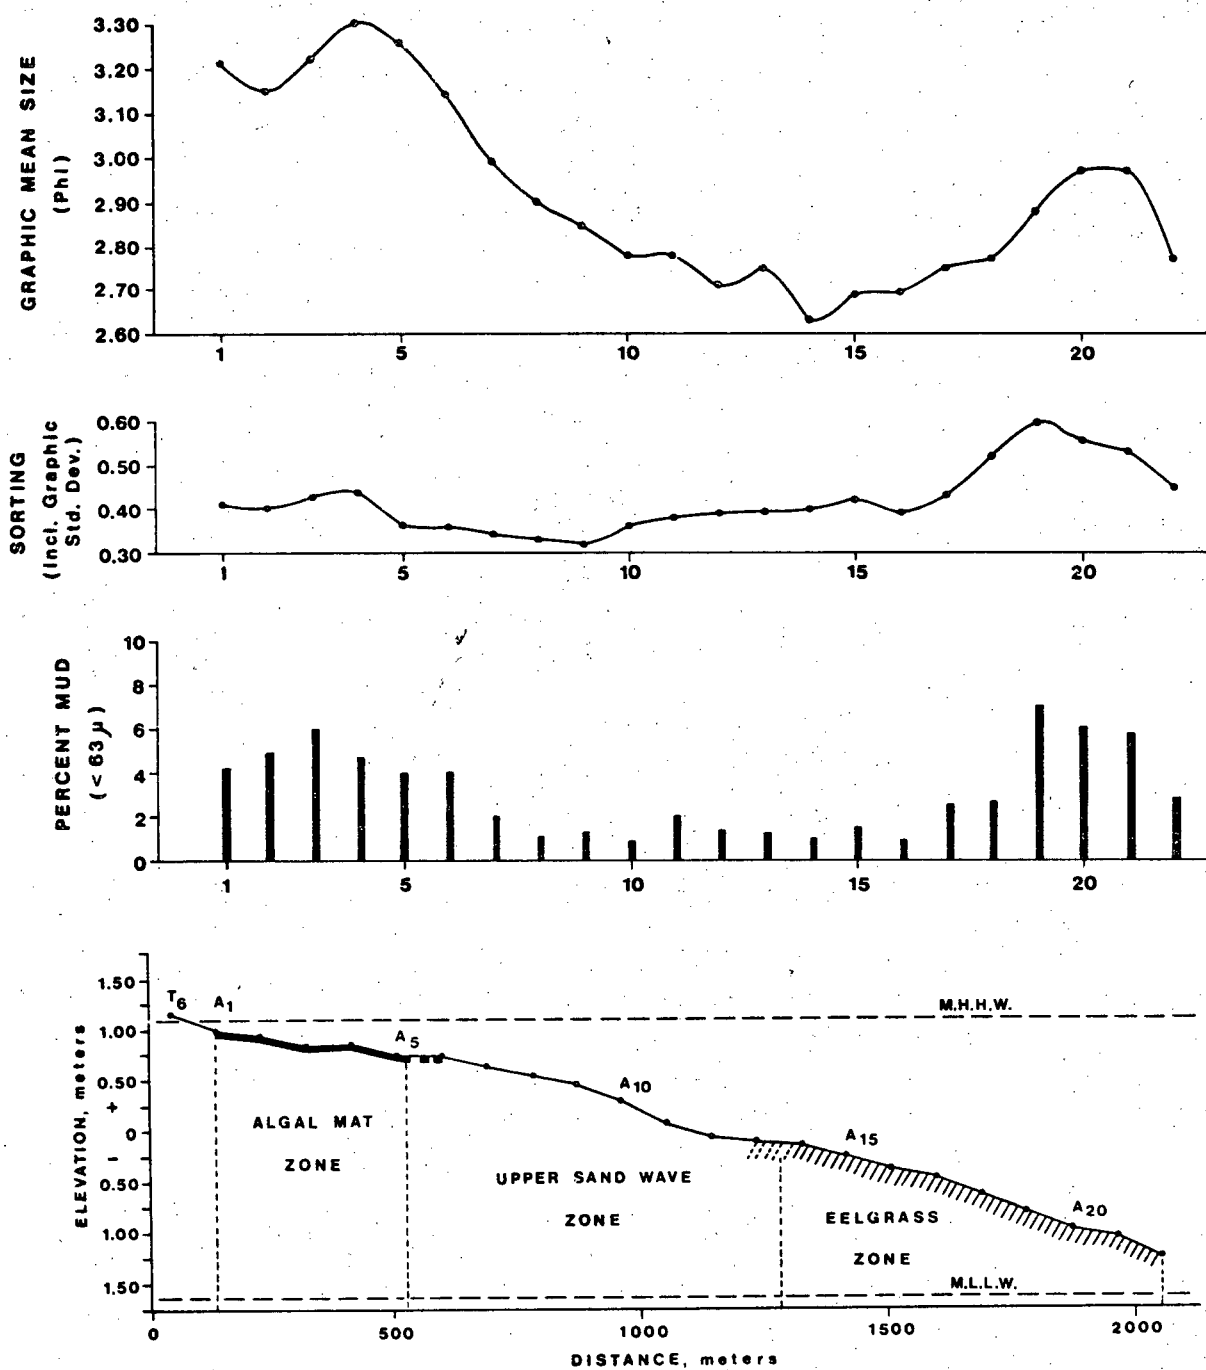 GRAPHIC MEAN SIZE
(Phi)
3.30
3.20
3.10
3.00
2.90
2.80
2.70
2.60
1 5 10 15 20
SORTING
(Incl. Graphic
Std. Dev.)
0.60
0.50
0.40
0.30
1 5 10 15 20
PERCENT MUD
(< 63 μ)
10
8
6
4
2
0
1 5 10 15 20
ELEVATION, meters
+
-
1.50
1.00
0.50
0
0.50
1.00
1.50
T6 A1
M.H.H.W.
A5
A10
A15
A20
ALGAL MAT
ZONE
UPPER SAND WAVE
ZONE
EELGRASS
ZONE
M.L.L.W.
0 500 1000 1500 2000
DISTANCE, meters